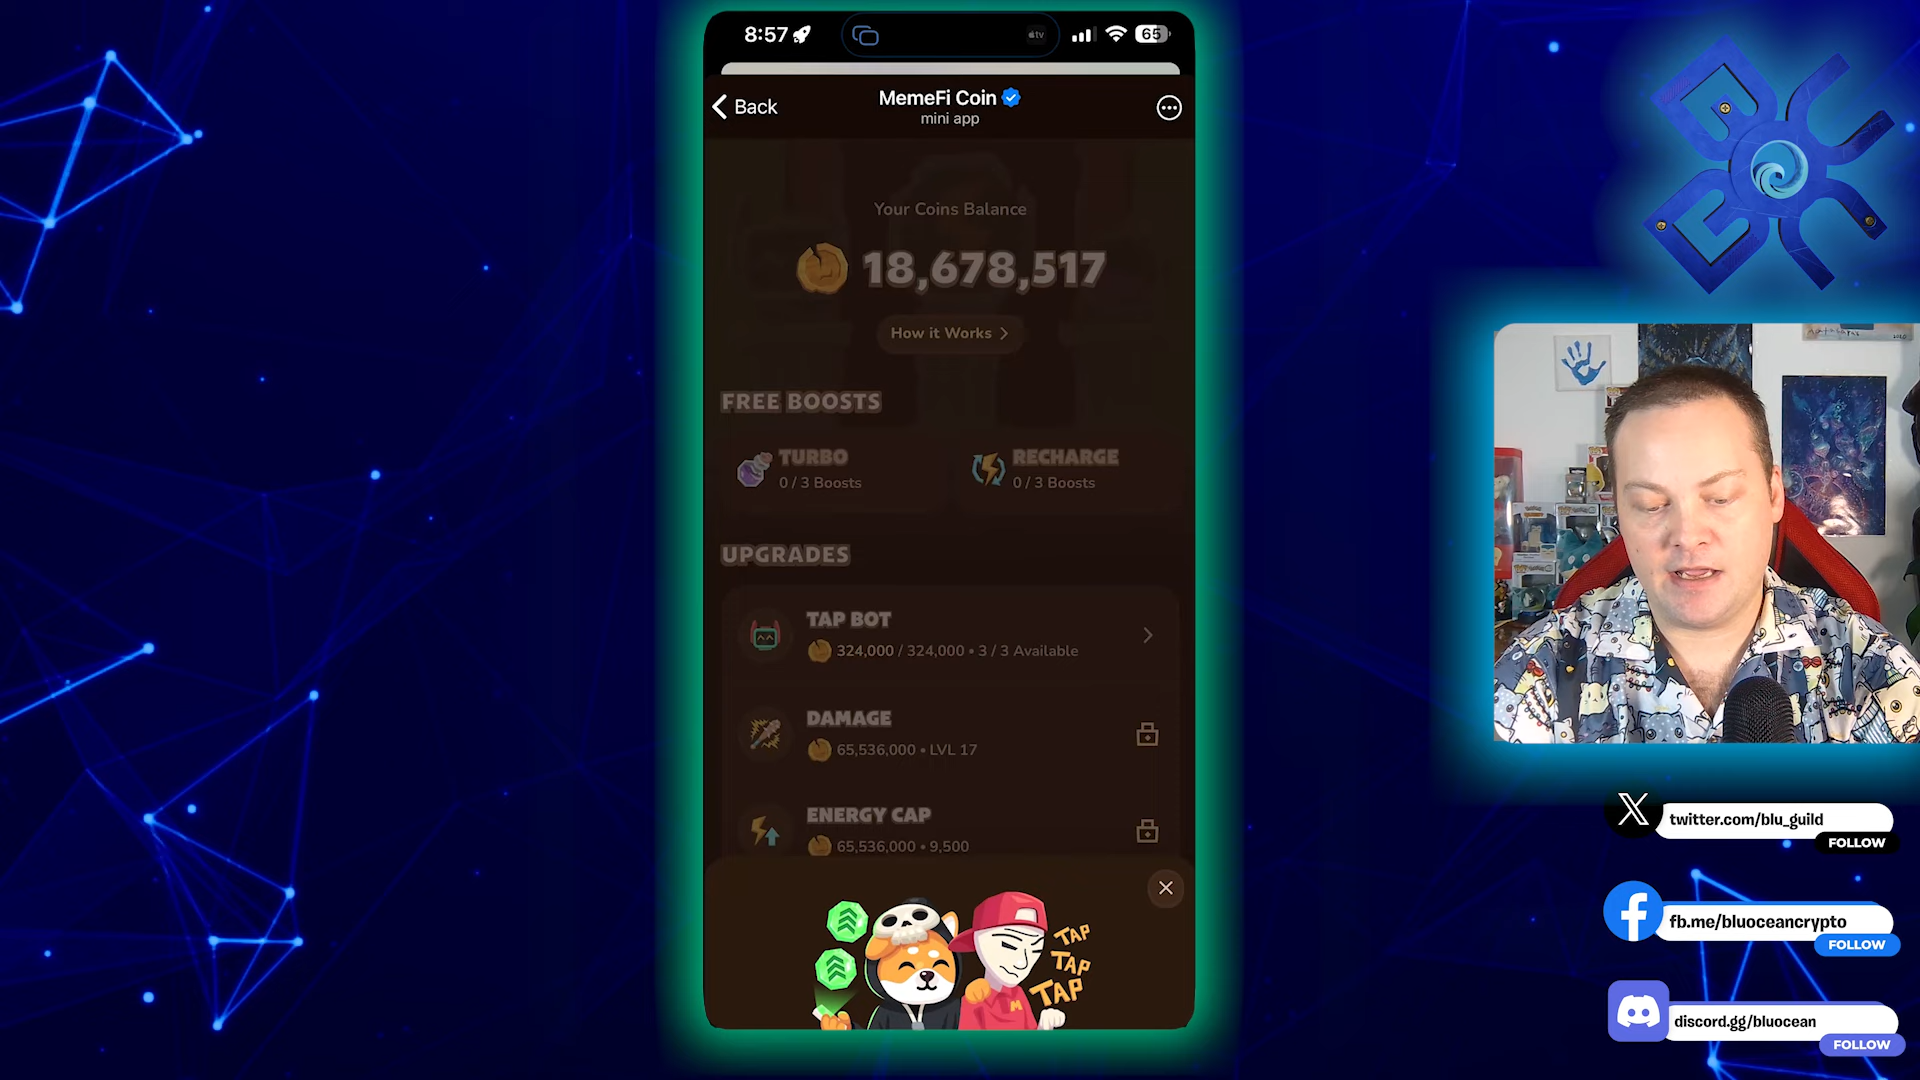 8:57
tv
65
Back
MemeFi Coin
mini app
Your Coins Balance
18,678,517
How it Works
FREE BOOSTS
TURBO
0 / 3 Boosts
RECHARGE
0 / 3 Boosts
UPGRADES
TAP BOT
324,000 / 324,000 • 3 / 3 Available
DAMAGE
65,536,000 • LVL 17
ENERGY CAP
65,536,000 • 9,500
TAP
TAP
TAP
M
twitter.com/blu_guild
FOLLOW
fb.me/bluoceancrypto
FOLLOW
discord.gg/bluocean
FOLLOW